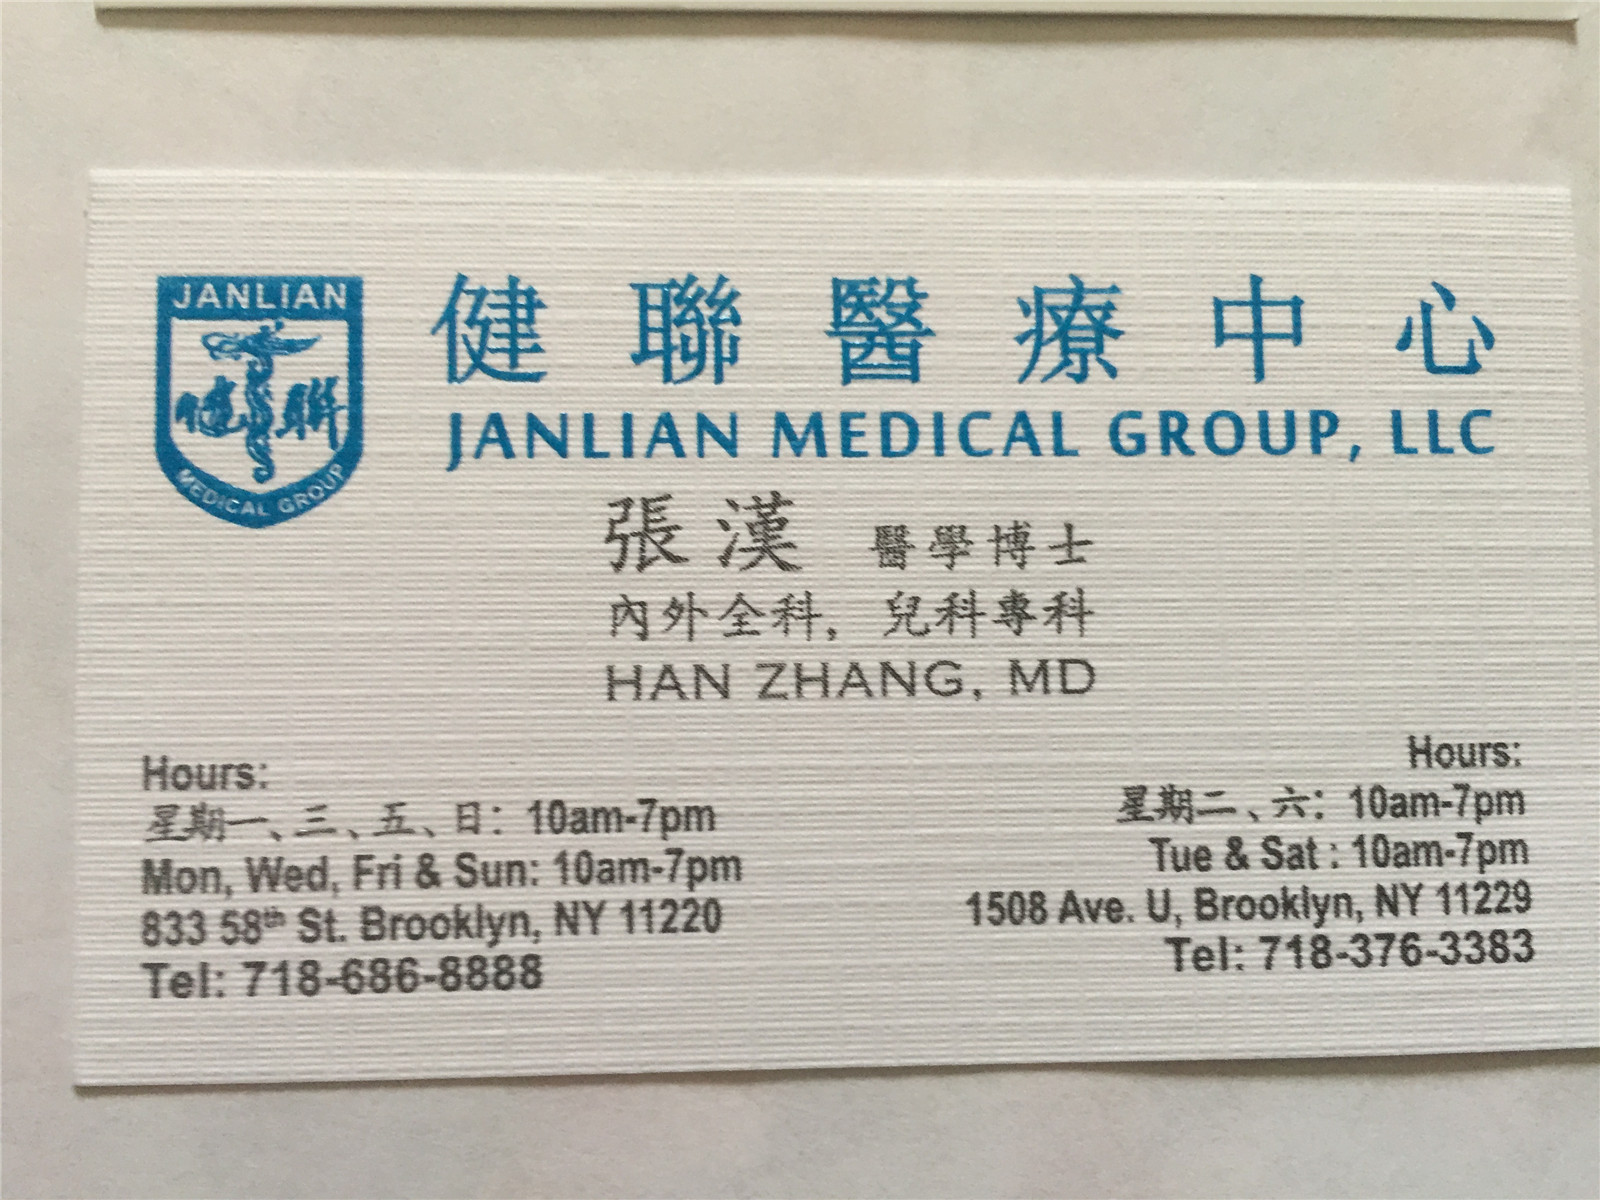 JANLIAN
健聯
MEDICAL GROUP
健聯醫療中心
JANLIAN MEDICAL GROUP, LLC
張漢 醫學博士
內外全科，兒科專科
HAN ZHANG, MD
Hours:
星期一、三、五、日：10am-7pm
Mon, Wed, Fri & Sun: 10am-7pm
833 58th St. Brooklyn, NY 11220
Tel: 718-686-8888
Hours:
星期二、六：10am-7pm
Tue & Sat : 10am-7pm
1508 Ave. U, Brooklyn, NY 11229
Tel: 718-376-3383